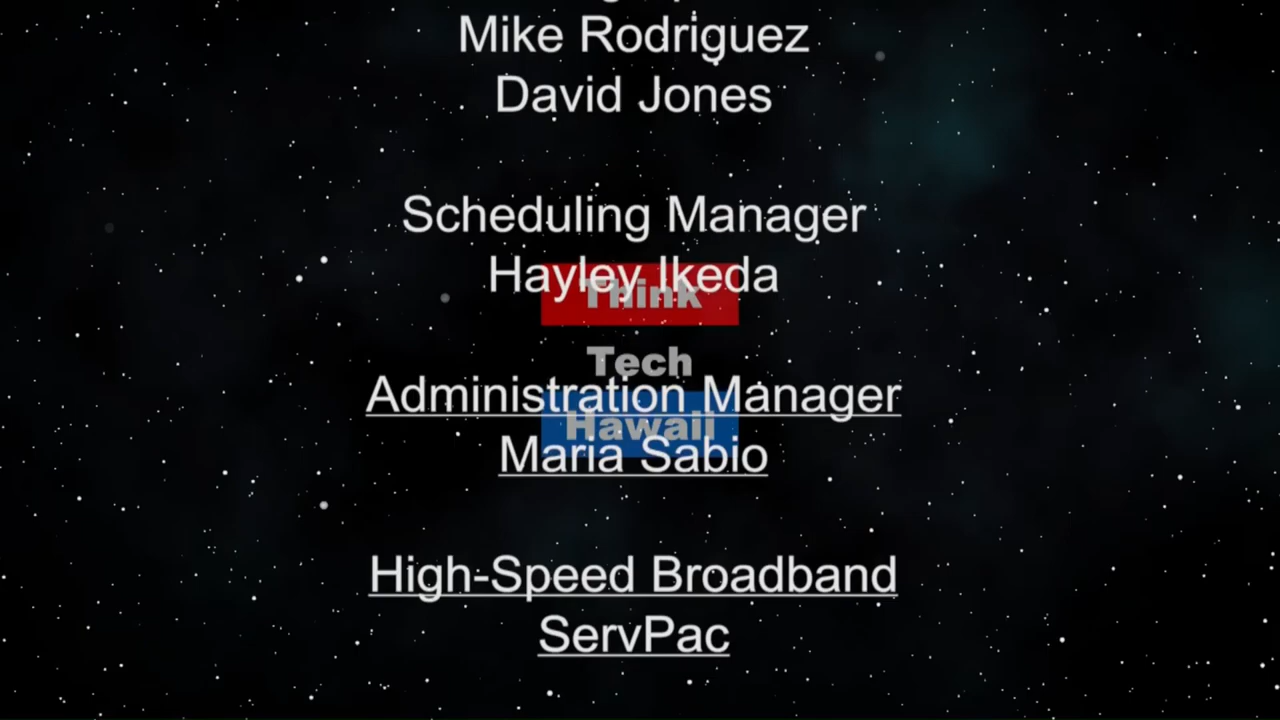 Mike Rodriguez
David Jones
Scheduling Manager
Hayley Ikeda
Think
Tech
Administration Manager
Hawaii
Maria Sabio
High-Speed Broadband
ServPac